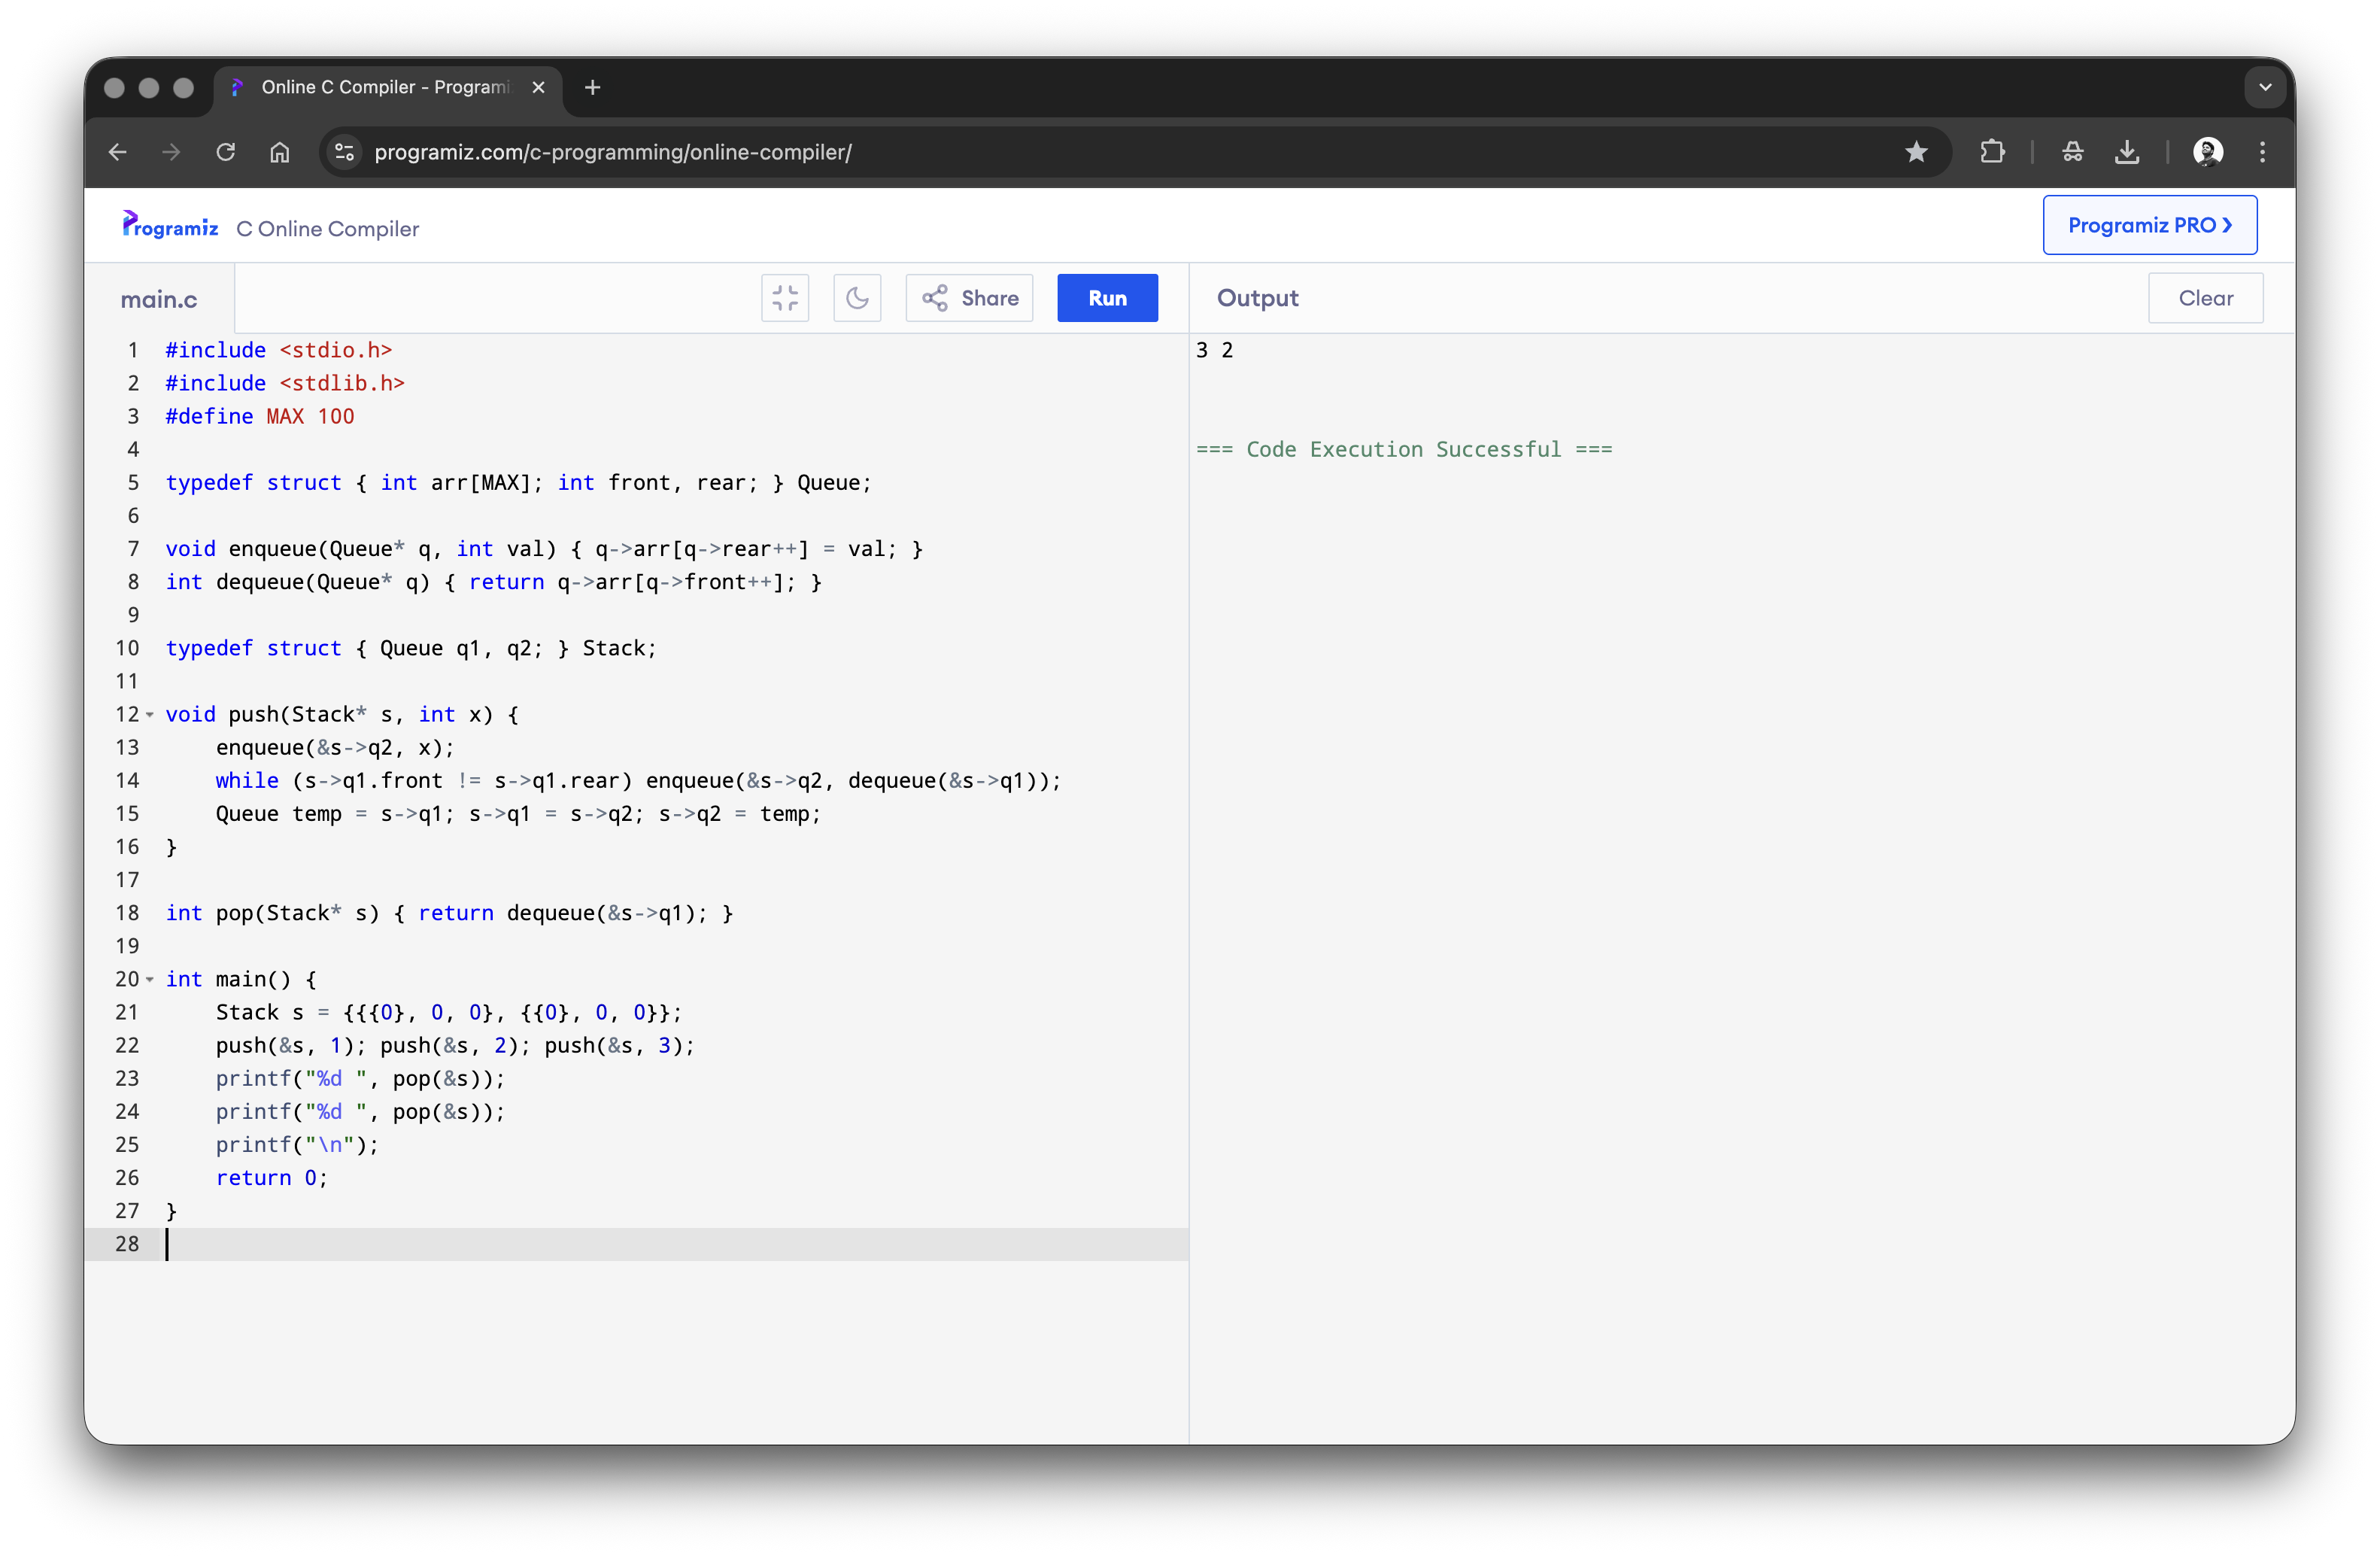 Online C Compiler - Programi
programiz.com/c-programming/online-compiler/
Programiz C Online Compiler
Programiz PRO
main.c
Share
Run
Output
Clear
1 #include <stdio.h>
2 #include <stdlib.h>
3 #define MAX 100
4
5 typedef struct { int arr[MAX]; int front, rear; } Queue;
6
7 void enqueue(Queue* q, int val) { q->arr[q->rear++] = val; }
8 int dequeue(Queue* q) { return q->arr[q->front++]; }
9
10 typedef struct { Queue q1, q2; } Stack;
11
12 void push(Stack* s, int x) {
13     enqueue(&s->q2, x);
14     while (s->q1.front != s->q1.rear) enqueue(&s->q2, dequeue(&s->q1));
15     Queue temp = s->q1; s->q1 = s->q2; s->q2 = temp;
16 }
17
18 int pop(Stack* s) { return dequeue(&s->q1); }
19
20 int main() {
21     Stack s = {{{0}, 0, 0}, {{0}, 0, 0}};
22     push(&s, 1); push(&s, 2); push(&s, 3);
23     printf("%d ", pop(&s));
24     printf("%d ", pop(&s));
25     printf("\n");
26     return 0;
27 }
28
3 2
=== Code Execution Successful ===